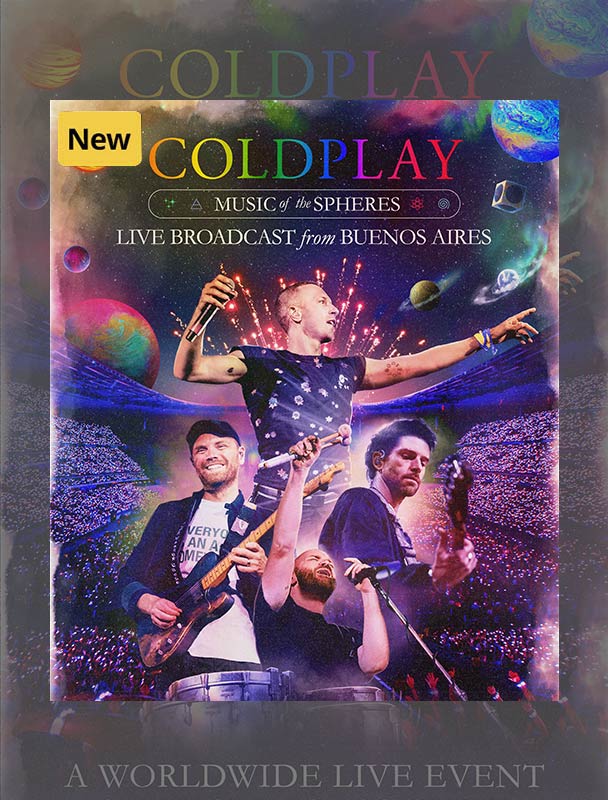 COLDPLAY
New
COLDPLAY
MUSIC of the SPHERES
LIVE BROADCAST from BUENOS AIRES
A WORLDWIDE LIVE EVENT